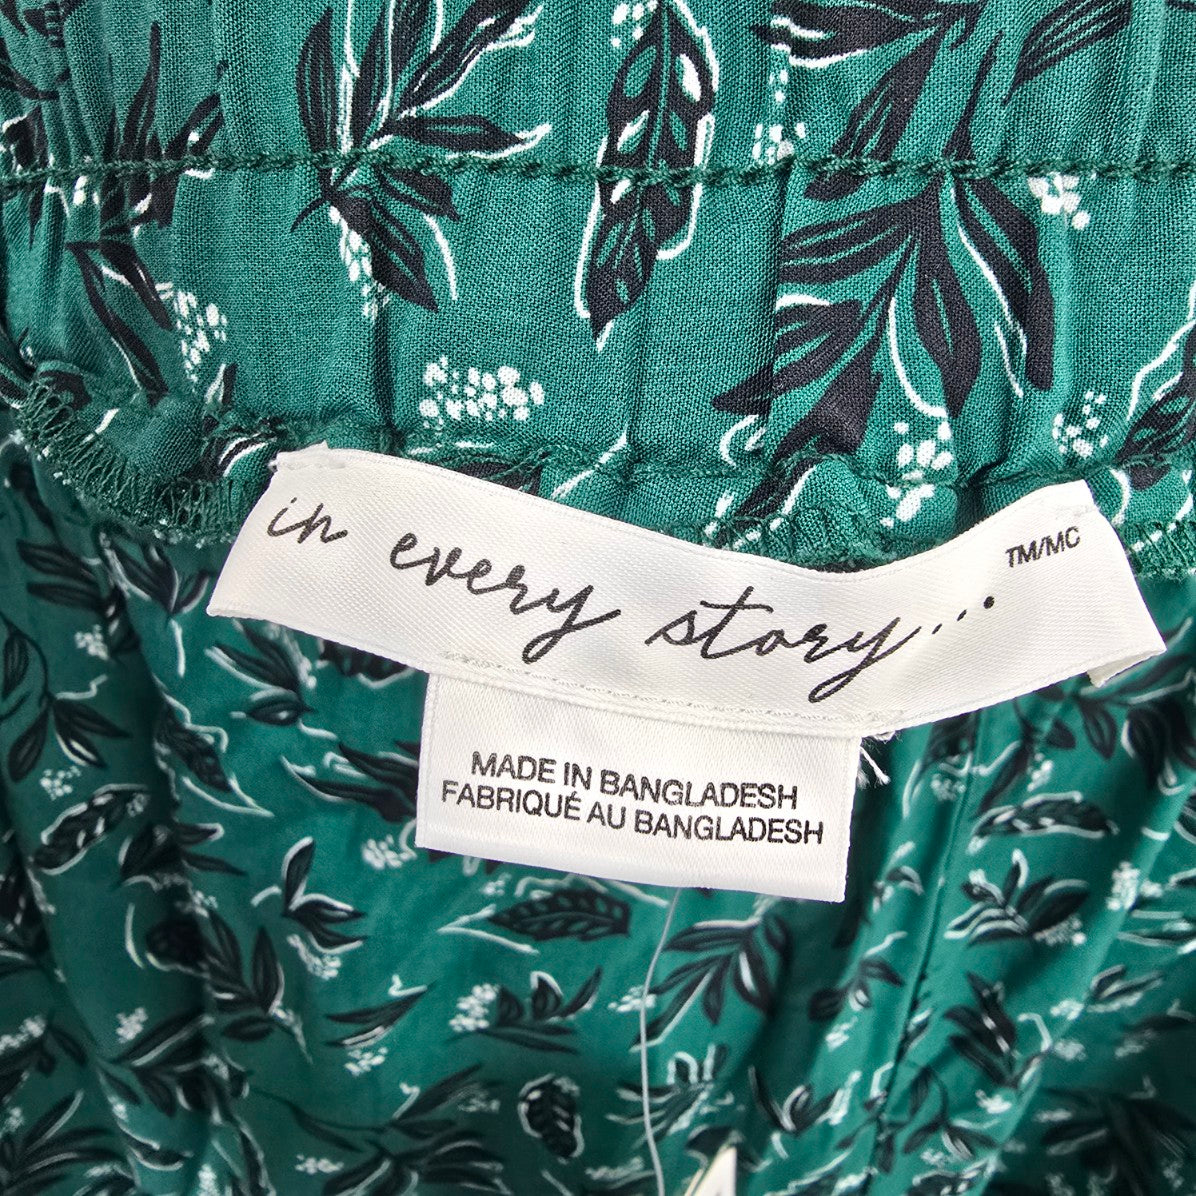 in every story... TM/MC
MADE IN BANGLADESH
FABRIQUÉ AU BANGLADESH